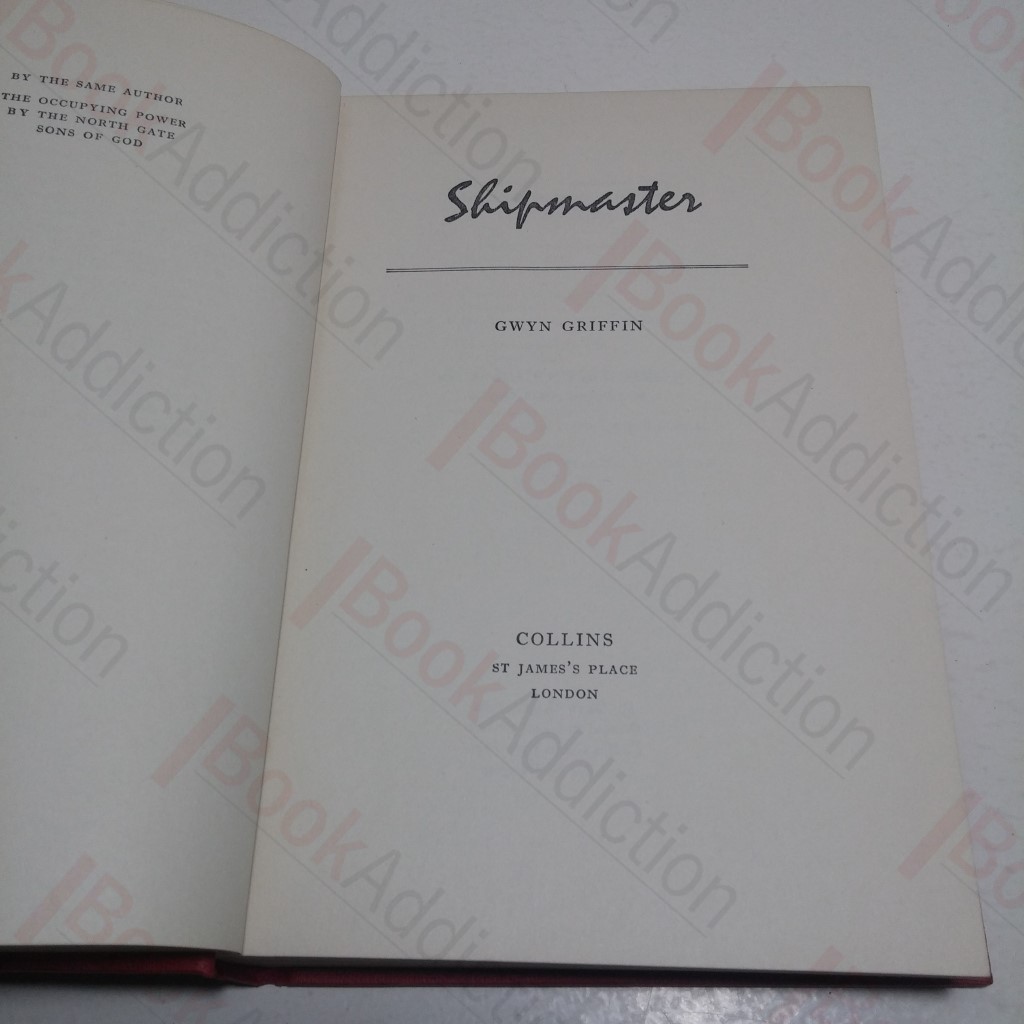 BY THE SAME AUTHOR
THE OCCUPYING POWER
BY THE NORTH GATE
SONS OF GOD
Shipmaster
GWYN GRIFFIN
COLLINS
ST JAMES'S PLACE
LONDON
BookAddiction